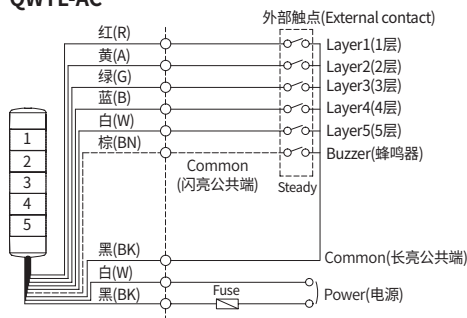 QWTL-AC
外部触点(External contact)
红(R)
Layer1(1层)
黄(A)
Layer2(2层)
绿(G)
Layer3(3层)
蓝(B)
Layer4(4层)
白(W)
Layer5(5层)
棕(BN)
Buzzer(蜂鸣器)
1
2
3
4
5
Common
(闪亮公共端)
Steady
黑(BK)
Common(长亮公共端)
白(W)
黑(BK)
Fuse
Power(电源)